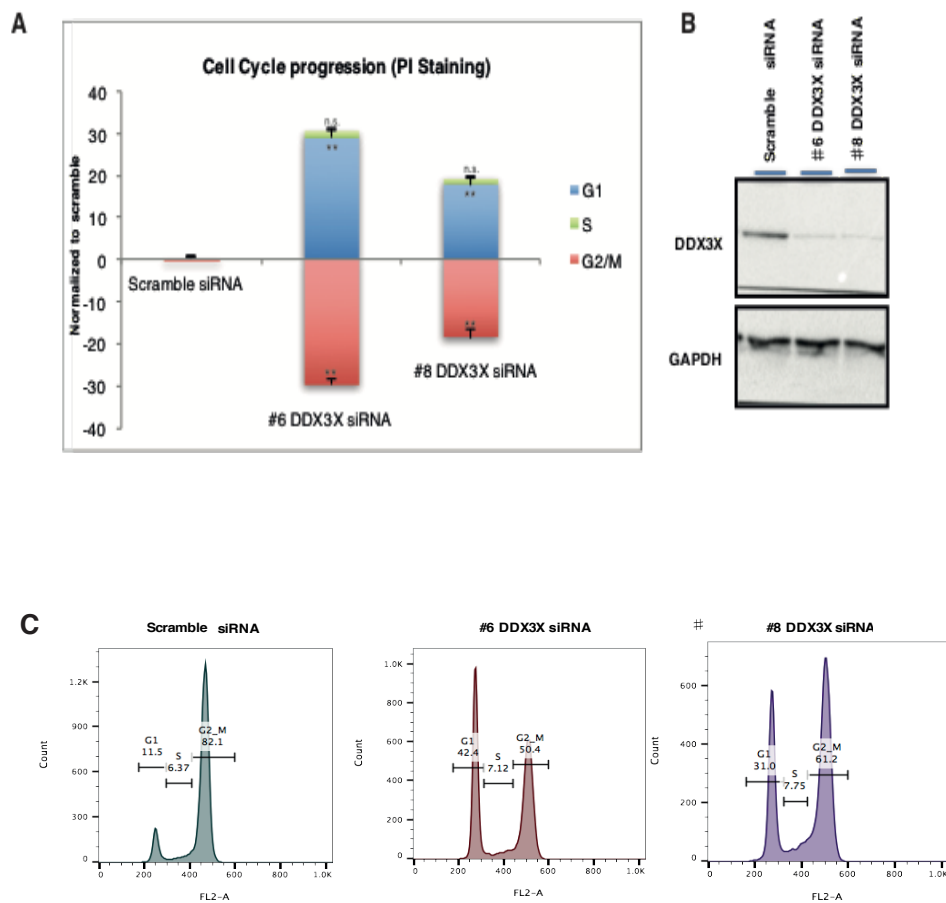 A
Cell Cycle progression (PI Staining)
Normalized to scramble
40
30
20
10
0
-10
-20
-30
-40
n.s.
**
**
n.s.
**
**
Scramble siRNA
#6 DDX3X siRNA
#8 DDX3X siRNA
G1
S
G2/M
B
Scramble siRNA
#6 DDX3X siRNA
#8 DDX3X siRNA
DDX3X
GAPDH
C
Scramble siRNA
Count
1.2K
900
600
300
0
G1
11.5
S
6.37
G2_M
82.1
0 200 400 600 800 1.0K
FL2-A
#6 DDX3X siRNA
Count
1.0K
800
600
400
200
0
G1
42.4
S
7.12
G2_M
50.4
0 200 400 600 800 1.0K
FL2-A
#
#8 DDX3X siRNA
Count
600
400
200
0
G1
31.0
S
7.75
G2_M
61.2
0 200 400 600 800 1.0K
FL2-A